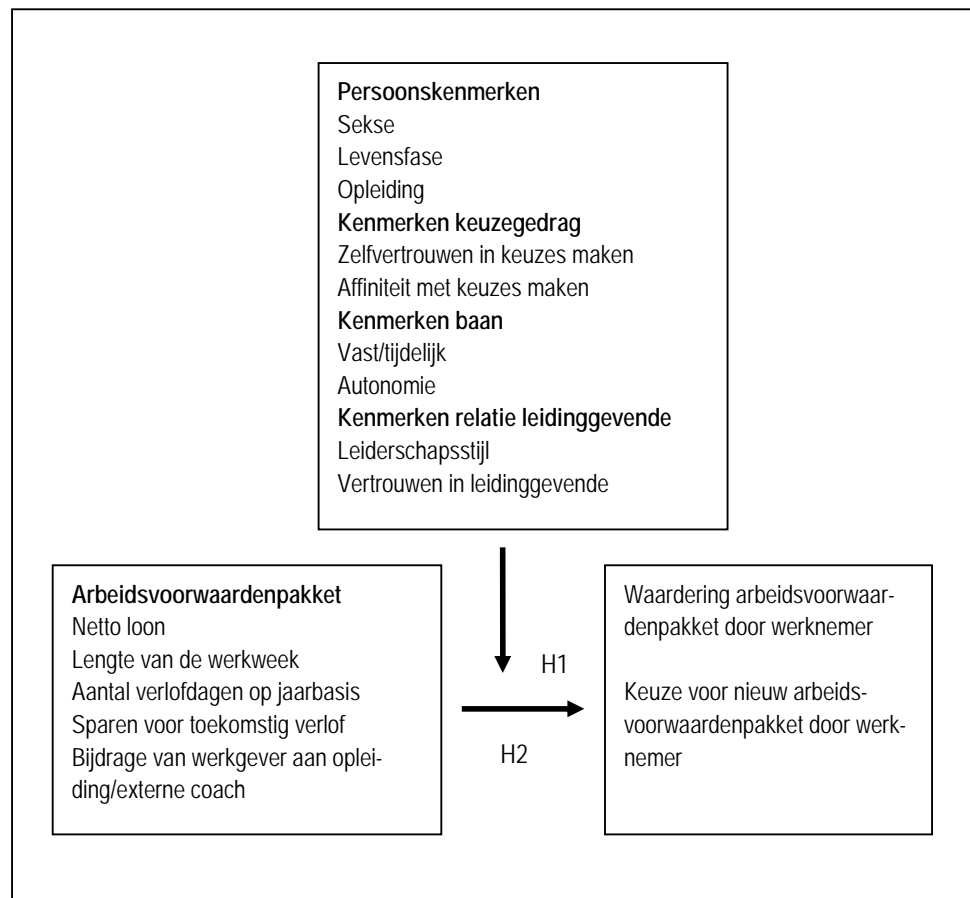 Persoonskenmerken
Sekse
Levensfase
Opleiding
Kenmerken keuzegedrag
Zelfvertrouwen in keuzes maken
Affiniteit met keuzes maken
Kenmerken baan
Vast/tijdelijk
Autonomie
Kenmerken relatie leidinggevende
Leiderschapsstijl
Vertrouwen in leidinggevende
Arbeidsvoorwaardenpakket
Netto loon
Lengte van de werkweek
Aantal verlofdagen op jaarbasis
Sparen voor toekomstig verlof
Bijdrage van werkgever aan oplei-
ding/externe coach
H1
H2
Waardering arbeidsvoorwaar-
denpakket door werknemer
Keuze voor nieuw arbeids-
voorwaardenpakket door werk-
nemer